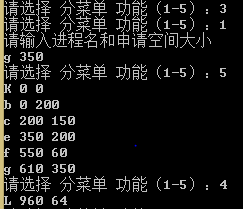 请选择 分菜单 功能（1-5）：3
请选择 分菜单 功能（1-5）：1
请输入进程名和申请空间大小
g 350
请选择 分菜单 功能（1-5）：5
K 0 0
b 0 200
c 200 150
e 350 200
f 550 60
g 610 350
请选择 分菜单 功能（1-5）：4
L 960 64